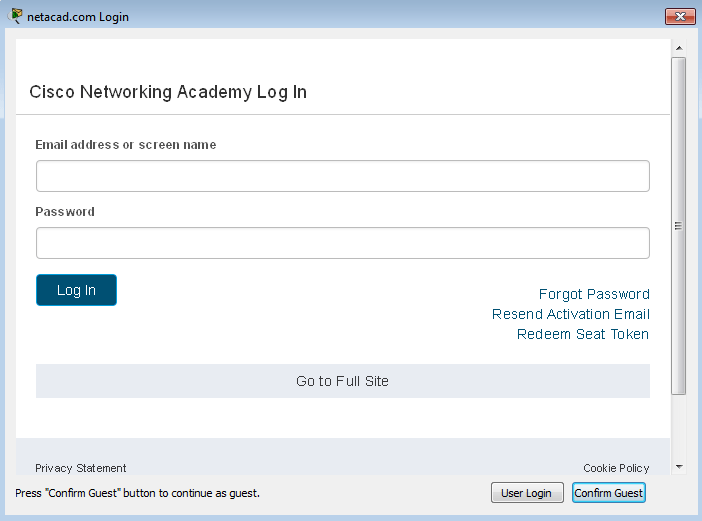 netacad.com Login
Cisco Networking Academy Log In
Email address or screen name
Password
Log In
Forgot Password
Resend Activation Email
Redeem Seat Token
Go to Full Site
Privacy Statement
Cookie Policy
Press "Confirm Guest" button to continue as guest.
User Login
Confirm Guest